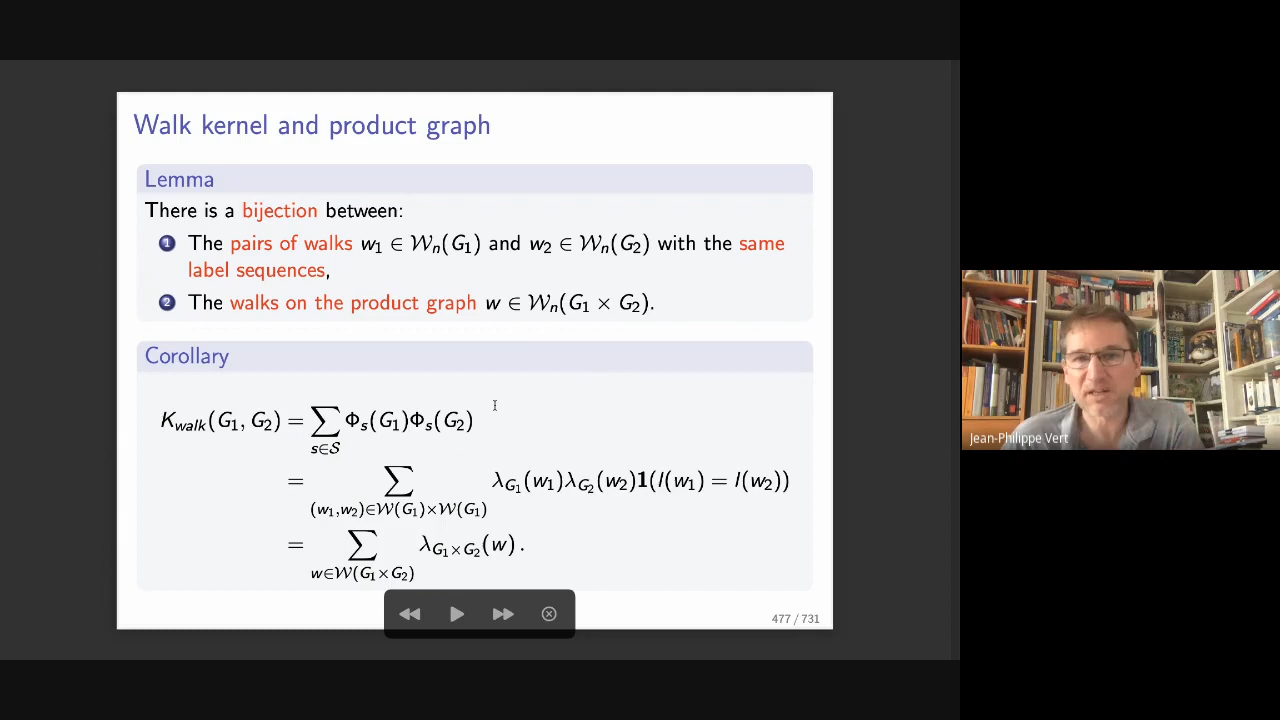 Walk kernel and product graph
Lemma
There is a bijection between:
1 The pairs of walks w₁ ∈ 𝒲ₙ(G₁) and w₂ ∈ 𝒲ₙ(G₂) with the same
label sequences,
2 The walks on the product graph w ∈ 𝒲ₙ(G₁ × G₂).
Corollary
K_walk(G₁, G₂) = ∑_{s∈𝒮} Φ_s(G₁)Φ_s(G₂)
= ∑_{(w₁,w₂)∈𝒲(G₁)×𝒲(G₁)} λ_{G₁}(w₁)λ_{G₂}(w₂)𝟏(l(w₁) = l(w₂))
= ∑_{w∈𝒲(G₁×G₂)} λ_{G₁×G₂}(w) .
477 / 731
Jean-Philippe Vert